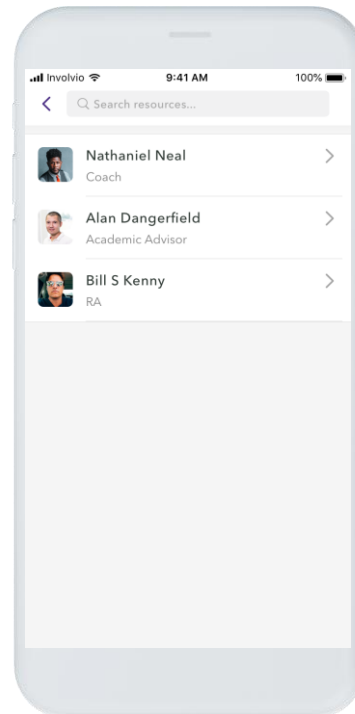 Involvio 9:41 AM 100%
Search resources...
Nathaniel Neal
Coach
Alan Dangerfield
Academic Advisor
Bill S Kenny
RA